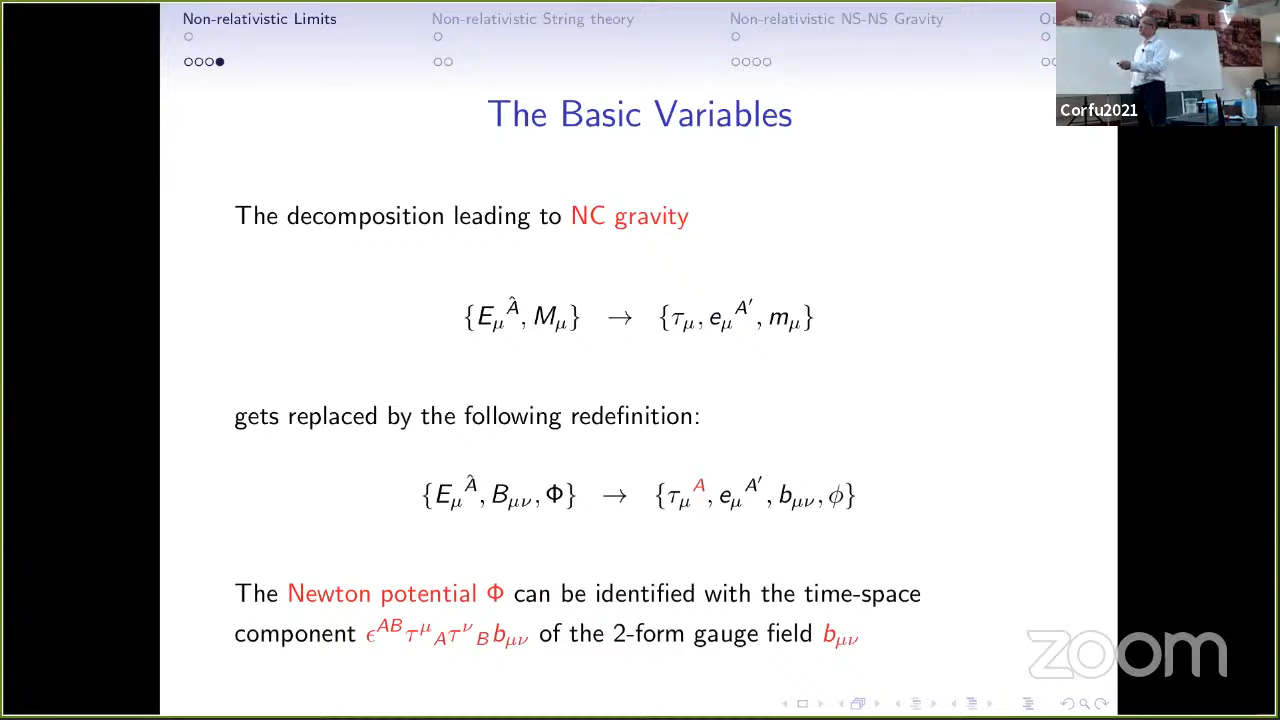 Non-relativistic Limits Non-relativistic String theory Non-relativistic NS-NS Gravity Ou
Corfu2021
The Basic Variables
The decomposition leading to NC gravity
{E_μ^Â, M_μ} → {τ_μ, e_μ^A′, m_μ}
gets replaced by the following redefinition:
{E_μ^Â, B_μν, Φ} → {τ_μ^A, e_μ^A′, b_μν, ϕ}
The Newton potential Φ can be identified with the time-space
component ϵ^AB τ^μ_A τ^ν_B b_μν of the 2-form gauge field b_μν
zoom